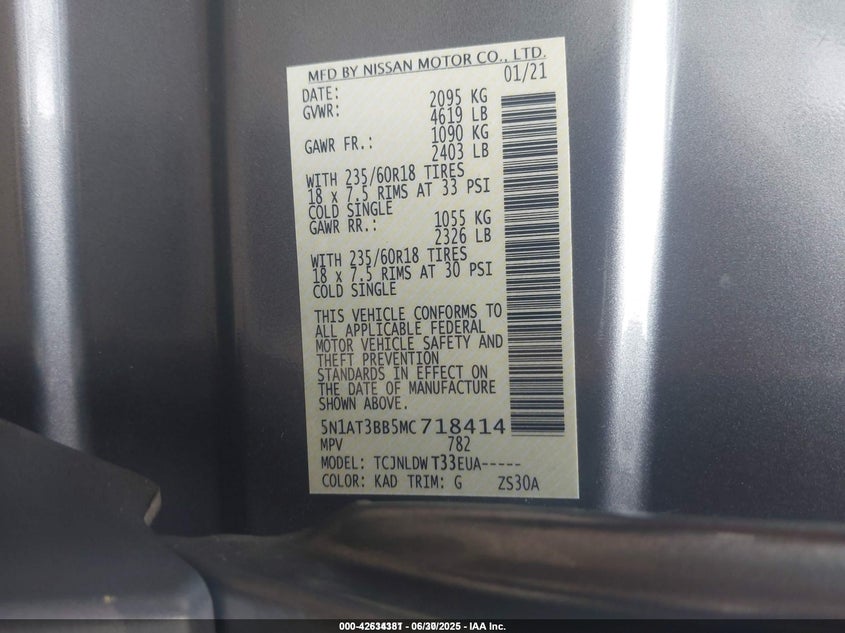 MFD BY NISSAN MOTOR CO., LTD.
DATE: 01/21
GVWR: 2095 KG
4619 LB
GAWR FR.: 1090 KG
2403 LB
WITH 235/60R18 TIRES
18 x 7.5 RIMS AT 33 PSI
COLD SINGLE
GAWR RR.: 1055 KG
2326 LB
WITH 235/60R18 TIRES
18 x 7.5 RIMS AT 30 PSI
COLD SINGLE
THIS VEHICLE CONFORMS TO
ALL APPLICABLE FEDERAL
MOTOR VEHICLE SAFETY AND
THEFT PREVENTION
STANDARDS IN EFFECT ON
THE DATE OF MANUFACTURE
SHOWN ABOVE.
5N1AT3BB5MC718414
MPV 782
MODEL: TCJNLDW T33EUA-----
COLOR: KAD TRIM: G ZS30A
- IAA Inc.